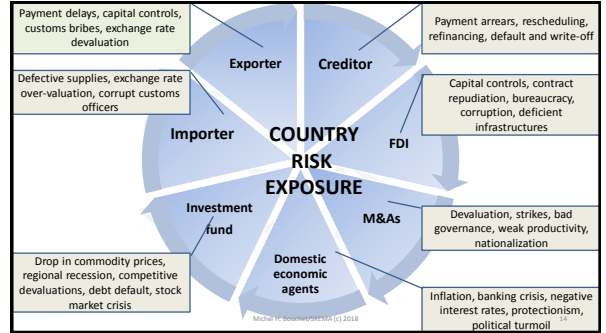 Payment delays, capital controls,
customs bribes, exchange rate
devaluation
Payment arrears, rescheduling,
refinancing, default and write-off
Exporter
Creditor
Defective supplies, exchange rate
over-valuation, corrupt customs
officers
Capital controls, contract
repudiation, bureaucracy,
corruption, deficient
infrastructures
Importer
FDI
COUNTRY
RISK
EXPOSURE
Investment
fund
M&As
Domestic
economic
agents
Drop in commodity prices,
regional recession, competitive
devaluations, debt default, stock
market crisis
Devaluation, strikes, bad
governance, weak productivity,
nationalization
Inflation, banking crisis, negative
interest rates, protectionism,
political turmoil
Michel H. Bouchet/SKEMA (c) 2018
14